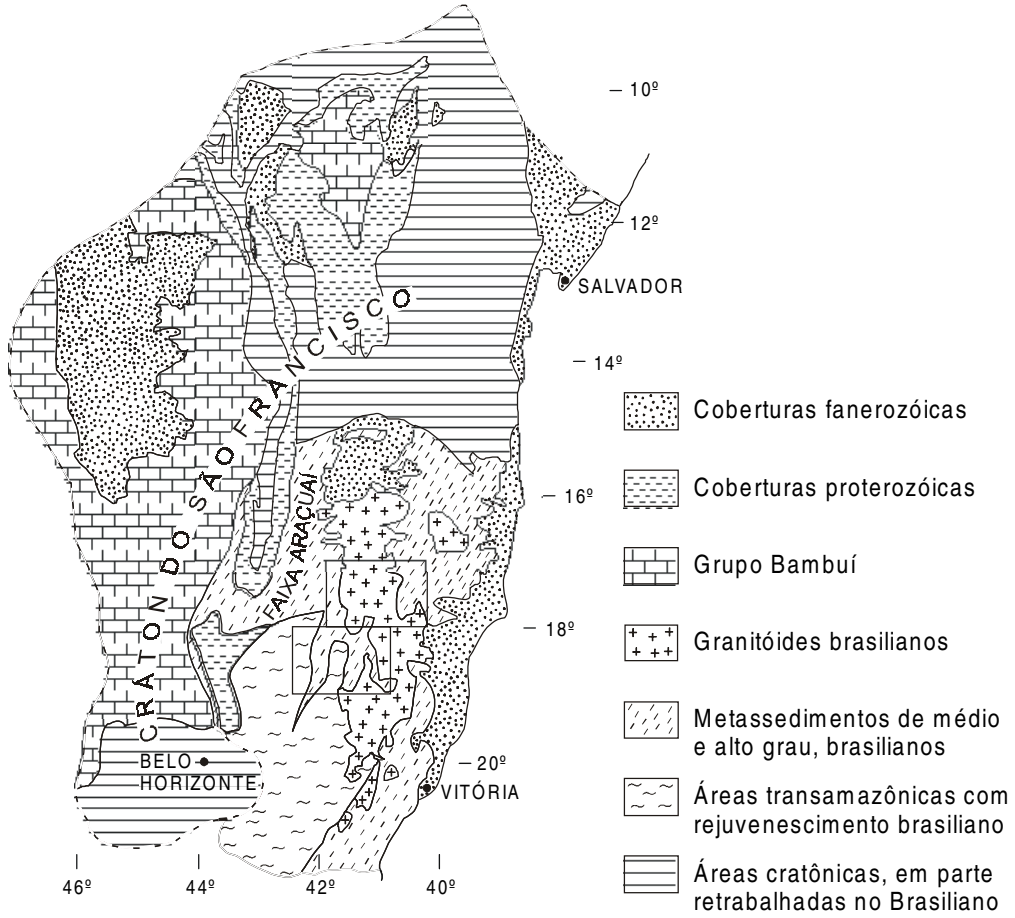 10º
12º
SALVADOR
14º
CRATON DO SÃO FRANCISCO
Coberturas fanerozóicas
Coberturas proterozóicas
16º
FAIXA ARAÇUAÍ
Grupo Bambuí
18º
Granitóides brasilianos
Metassedimentos de médio
e alto grau, brasilianos
20º
BELO
HORIZONTE
VITÓRIA
Áreas transamazônicas com
rejuvenescimento brasiliano
46º 44º 42º 40º
Áreas cratônicas, em parte
retrabalhadas no Brasiliano